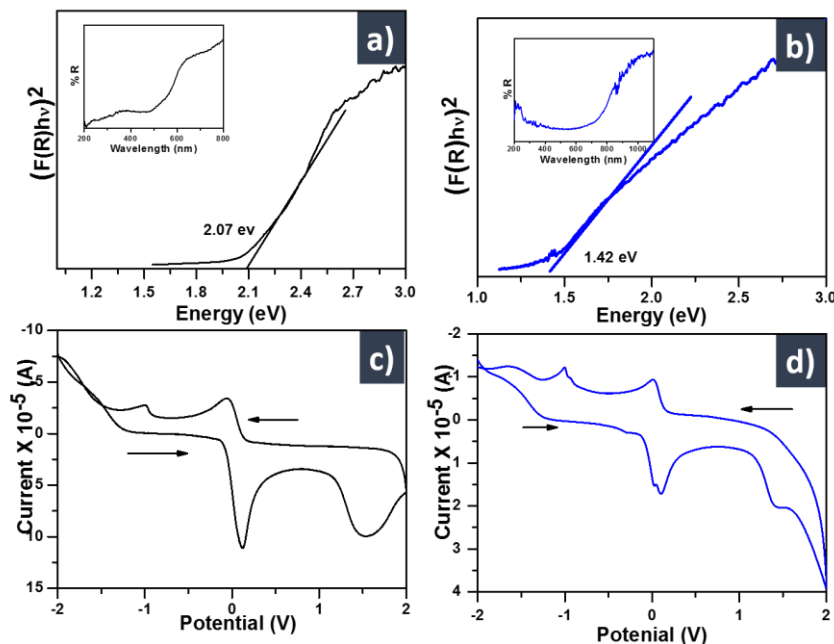 a)
% R
200 400 600 800
Wavelength (nm)
(F(R)hν)²
2.07 ev
1.2 1.5 1.8 2.1 2.4 2.7 3.0
Energy (eV)
b)
% R
200 400 600 800 1000
Wavelength (nm)
(F(R)hν)²
1.42 eV
1.0 1.5 2.0 2.5 3.0
Energy (eV)
c)
Current X 10⁻⁵ (A)
-10
-5
0
5
10
15
-2 -1 0 1 2
Potential (V)
d)
Current X 10⁻⁵ (A)
-2
-1
0
1
2
3
4
-2 -1 0 1 2
Potenial (V)